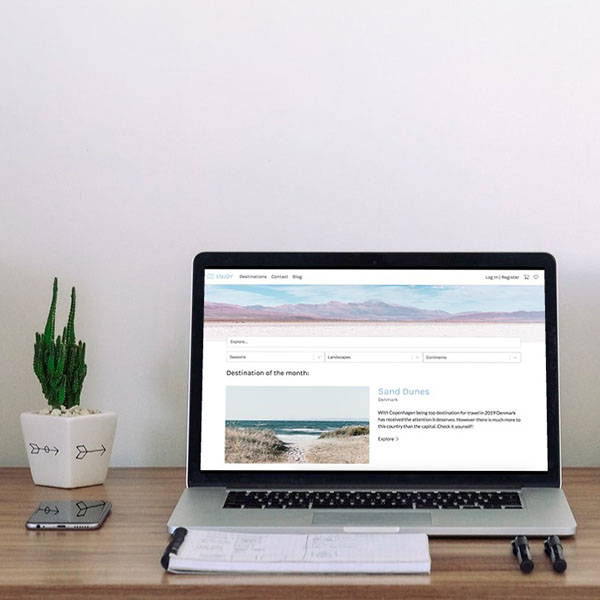 ENJOY Destinations Contact Blog Log in | Register
Explore...
Seasons Landscapes Continents
Destination of the month:
Sand Dunes
Denmark
With Copenhagen being top destination for travel in 2019 Denmark
has received the attention it deserves. However there is much more to
this country than the capital. Check it yourself!
Explore >